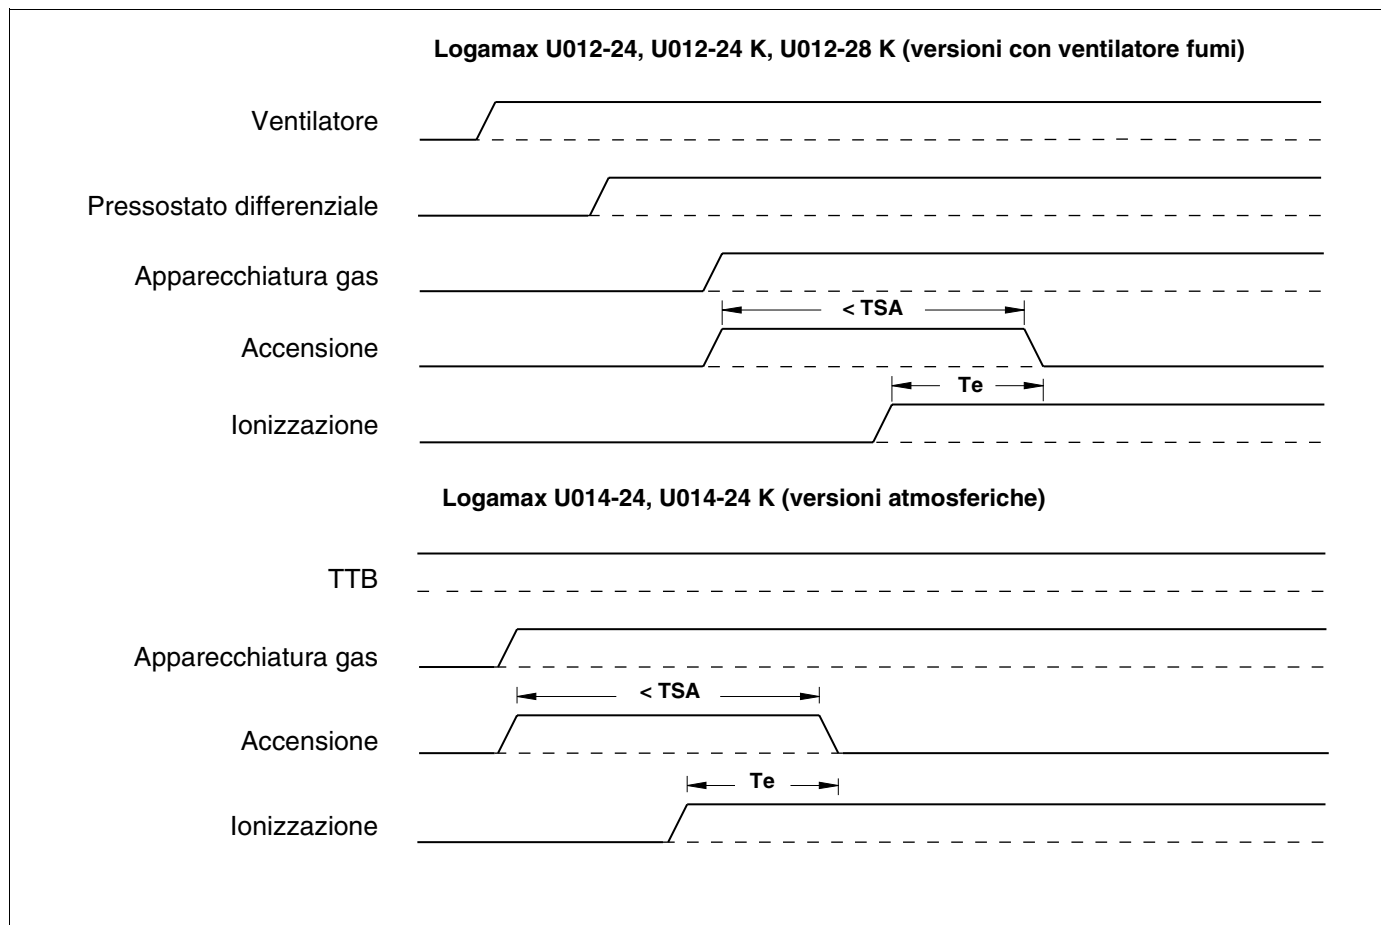 Logamax U012-24, U012-24 K, U012-28 K (versioni con ventilatore fumi)
Ventilatore
Pressostato differenziale
Apparecchiatura gas
< TSA
Accensione
Te
Ionizzazione
Logamax U014-24, U014-24 K (versioni atmosferiche)
TTB
Apparecchiatura gas
< TSA
Accensione
Te
Ionizzazione